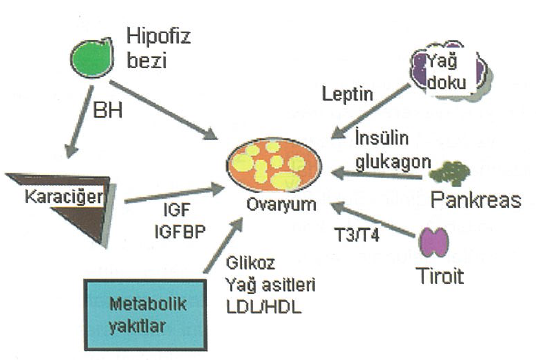 Hipofiz
bezi
Yağ
doku
Leptin
BH
İnsülin
glukagon
Karaciğer
IGF
IGFBP
Ovaryum
Pankreas
T3/T4
Tiroit
Glikoz
Yağ asitleri
LDL/HDL
Metabolik
yakıtlar